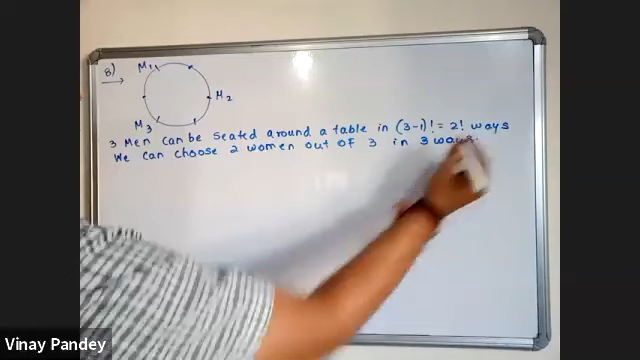 8)
M1
M2
M3
3 Men can be seated around a table in (3-1)! = 2! ways
We can choose 2 women out of 3 in 3 ways.
Vinay Pandey